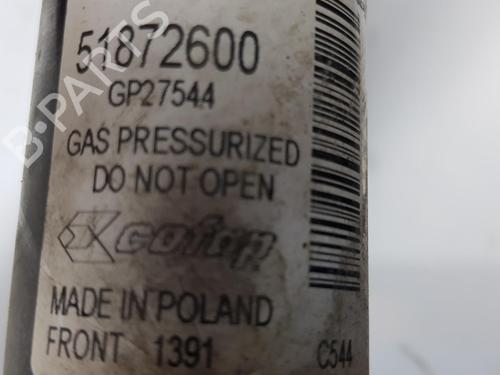 51872600
GP27544
GAS PRESSURIZED
DO NOT OPEN
cofap
MADE IN POLAND
FRONT 1391
C544
B-PARTS